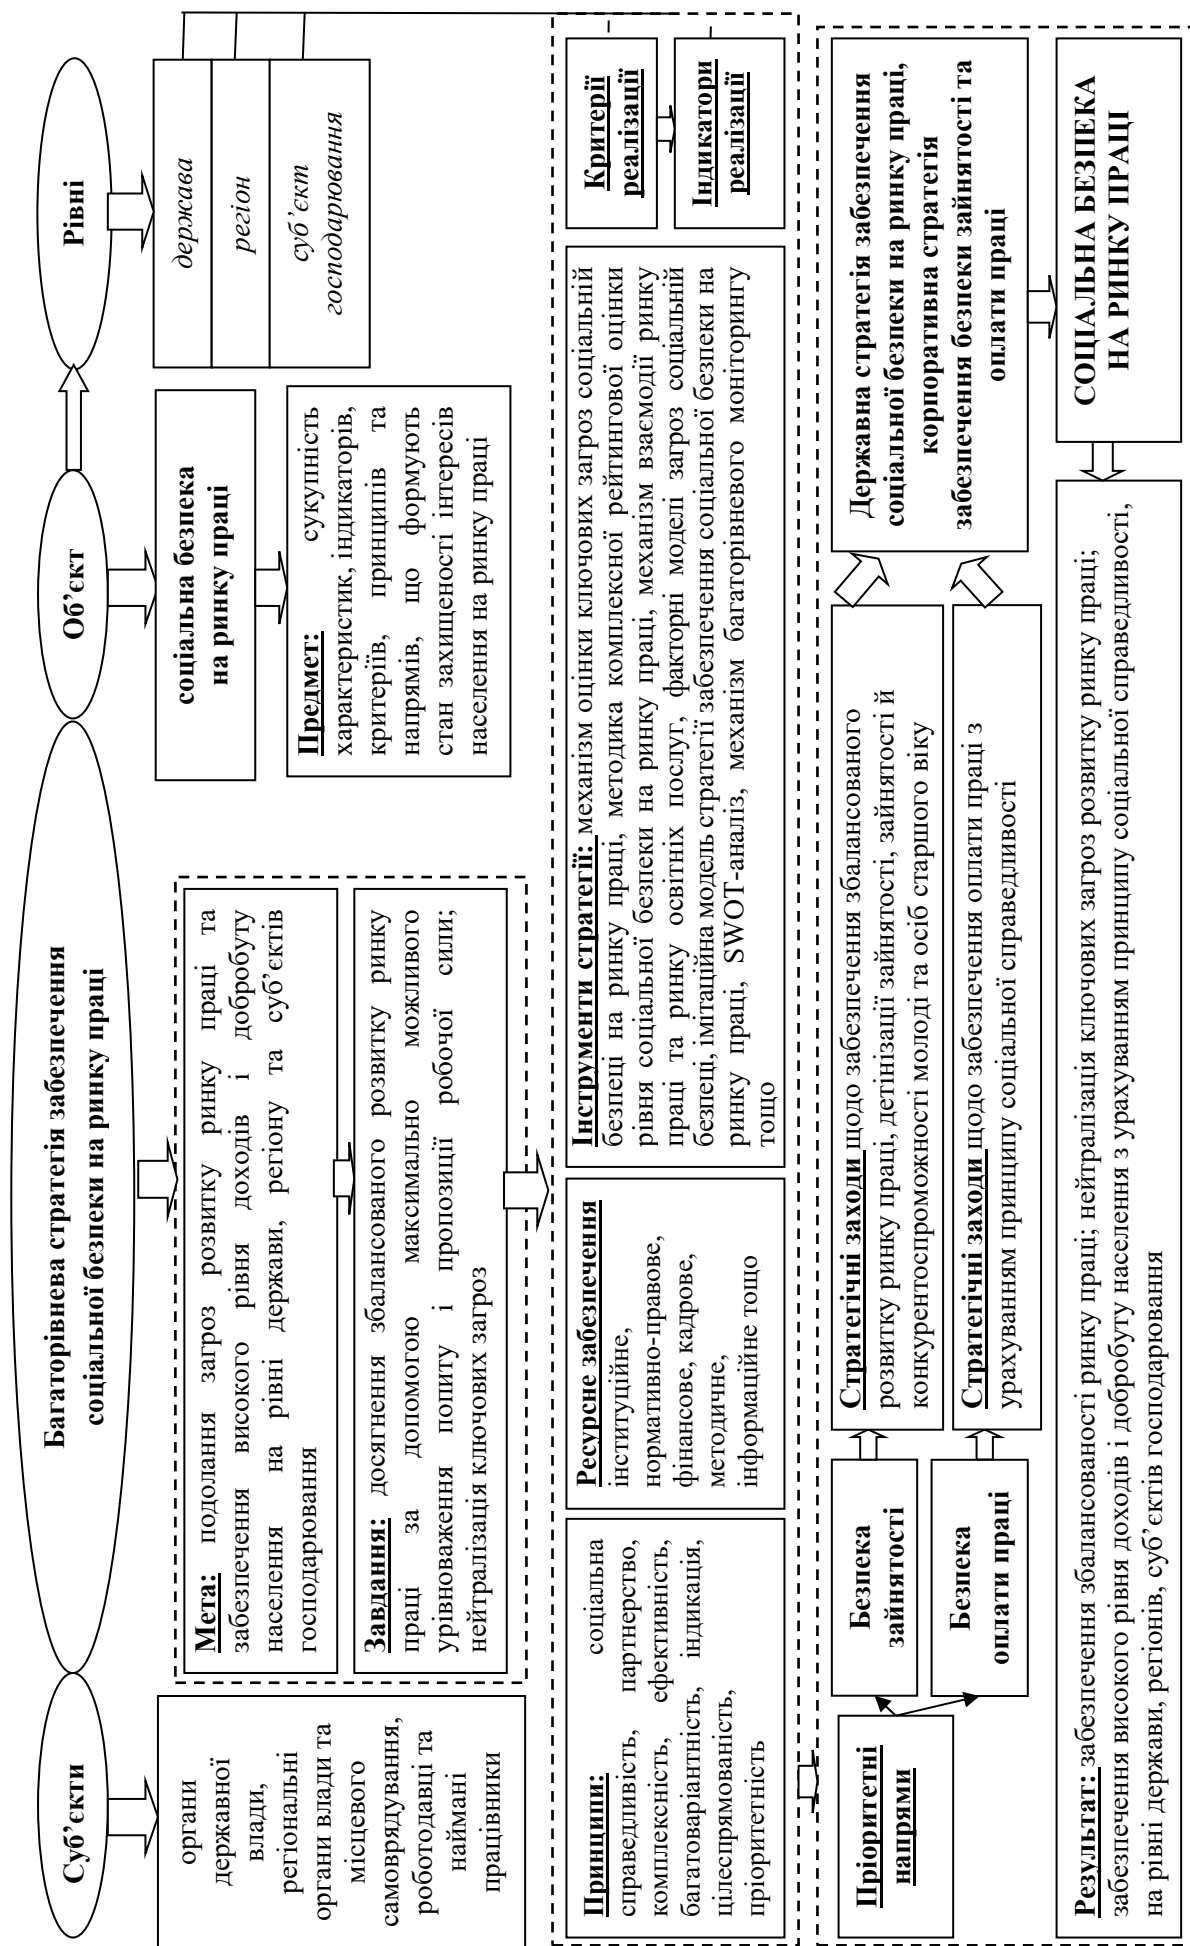 Суб’єкти
Багаторівнева стратегія забезпечення
соціальної безпеки на ринку праці
Об’єкт
Рівні
органи
державної
влади,
регіональні
органи влади та
місцевого
самоврядування,
роботодавці та
наймані
працівники
Мета: подолання загроз розвитку ринку праці та
забезпечення високого рівня доходів і добробуту
населення на рівні держави, регіону та суб’єктів
господарювання
Завдання: досягнення збалансованого розвитку ринку
праці за допомогою максимально можливого
урівноваження попиту і пропозиції робочої сили;
нейтралізація ключових загроз
соціальна безпека
на ринку праці
Предмет: сукупність
характеристик, індикаторів,
критеріїв, принципів та
напрямів, що формують
стан захищеності інтересів
населення на ринку праці
держава
регіон
суб’єкт
господарювання
Принципи: соціальна
справедливість, партнерство,
комплексність, ефективність,
багатоваріантність, індикація,
цілеспрямованість,
пріоритетність
Ресурсне забезпечення
інституційне,
нормативно-правове,
фінансове, кадрове,
методичне,
інформаційне тощо
Інструменти стратегії: механізм оцінки ключових загроз соціальній
безпеці на ринку праці, методика комплексної рейтингової оцінки
рівня соціальної безпеки на ринку праці, механізм взаємодії ринку
праці та ринку освітніх послуг, факторні моделі загроз соціальній
безпеці, імітаційна модель стратегії забезпечення соціальної безпеки на
ринку праці, SWOT-аналіз, механізм багаторівневого моніторингу
тощо
Критерії
реалізації
Індикатори
реалізації
Пріоритетні
напрями
Безпека
зайнятості
Безпека
оплати праці
Стратегічні заходи щодо забезпечення збалансованого
розвитку ринку праці, детінізації зайнятості, зайнятості й
конкурентоспроможності молоді та осіб старшого віку
Стратегічні заходи щодо забезпечення оплати праці з
урахуванням принципу соціальної справедливості
Державна стратегія забезпечення
соціальної безпеки на ринку праці,
корпоративна стратегія
забезпечення безпеки зайнятості та
оплати праці
Результат: забезпечення збалансованості ринку праці; нейтралізація ключових загроз розвитку ринку праці;
забезпечення високого рівня доходів і добробуту населення з урахуванням принципу соціальної справедливості,
на рівні держави, регіонів, суб’єктів господарювання
СОЦІАЛЬНА БЕЗПЕКА
НА РИНКУ ПРАЦІ